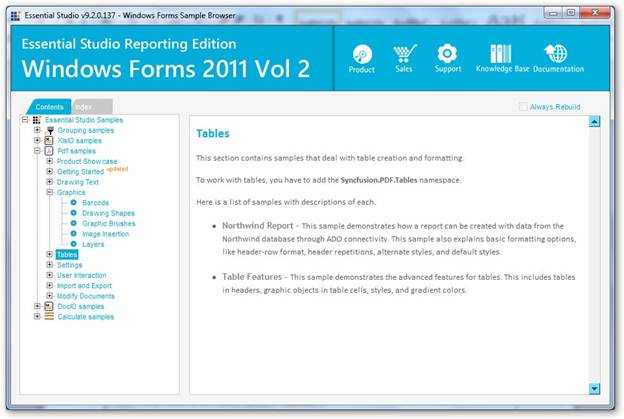 Essential Studio v9.2.0.137 - Windows Forms Sample Browser
Essential Studio Reporting Edition
Windows Forms 2011 Vol 2
Product
Sales
Support
Knowledge Base
Documentation
Contents
Index
Always Rebuild
Essential Studio Samples
Grouping samples
XlsIO samples
Pdf samples
Product Showcase
Getting Started updated
Drawing Text
Graphics
Barcode
Drawing Shapes
Graphic Brushes
Image Insertion
Layers
Tables
Settings
User Interaction
Import and Export
Modify Documents
DocIO samples
Calculate samples
Tables
This section contains samples that deal with table creation and formatting.
To work with tables, you have to add the Syncfusion.PDF.Tables namespace.
Here is a list of samples with descriptions of each.
• Northwind Report - This sample demonstrates how a report can be created with data from the
Northwind database through ADO connectivity. This sample also explains basic formatting options,
like header-row format, header repetitions, alternate styles, and default styles.
• Table Features - This sample demonstrates the advanced features for tables. This includes tables
in headers, graphic objects in table cells, styles, and gradient colors.